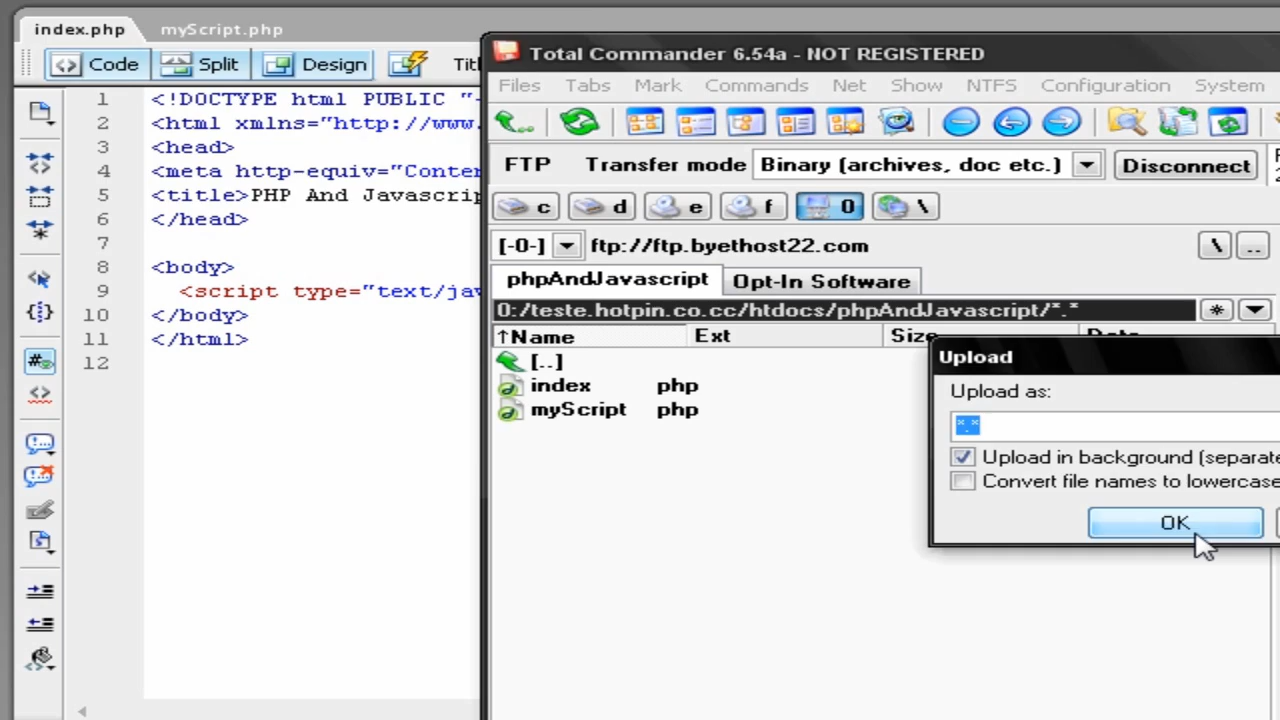 index.php myScript.php
Code Split Design Titl
1 <!DOCTYPE html PUBLIC "-
2 <html xmlns="http://www.
3 <head>
4 <meta http-equiv="Conten
5 <title>PHP And Javascrip
6 </head>
7
8 <body>
9 <script type="text/jav
10 </body>
11 </html>
12
Total Commander 6.54a - NOT REGISTERED
Files Tabs Mark Commands Net Show NTFS Configuration System
FTP Transfer mode Binary (archives, doc etc.) Disconnect
c d e f 0 \
[-0-] ftp://ftp.byethost22.com \ ..
phpAndJavascript Opt-In Software
0:/teste.hotpin.co.cc/htdocs/phpAndJavascript/*.* *
↑Name Ext Size Date
[..]
index php
myScript php
Upload
Upload as:
*.*
Upload in background (separate
Convert file names to lowercase
OK